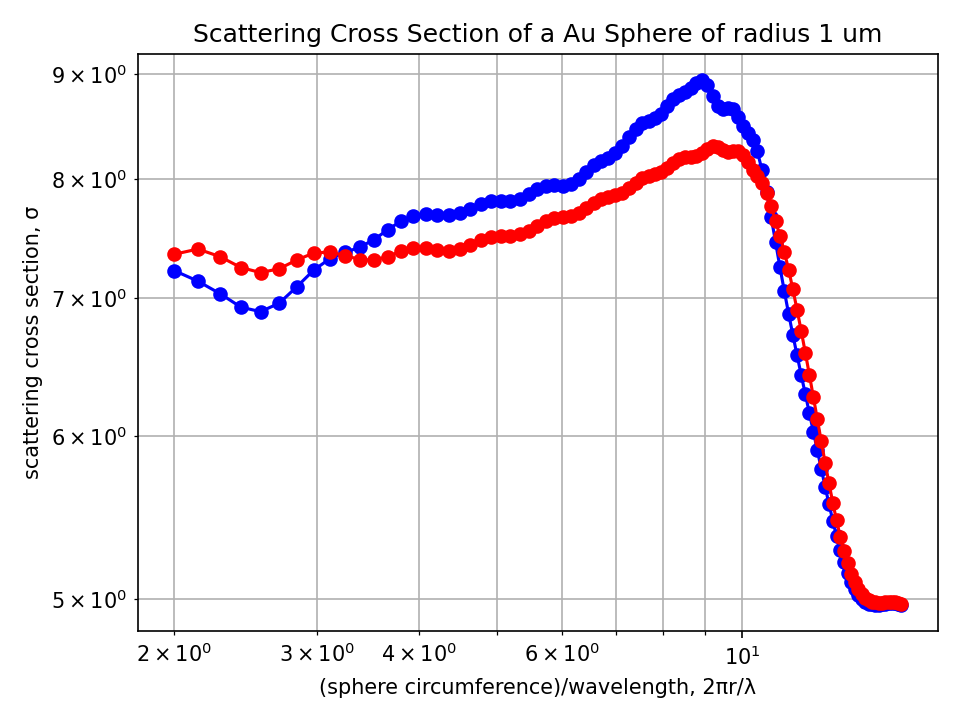 Scattering Cross Section of a Au Sphere of radius 1 um
scattering cross section, σ
9 × 10⁰
8 × 10⁰
7 × 10⁰
6 × 10⁰
5 × 10⁰
2 × 10⁰ 3 × 10⁰ 4 × 10⁰ 6 × 10⁰ 10¹
(sphere circumference)/wavelength, 2πr/λ